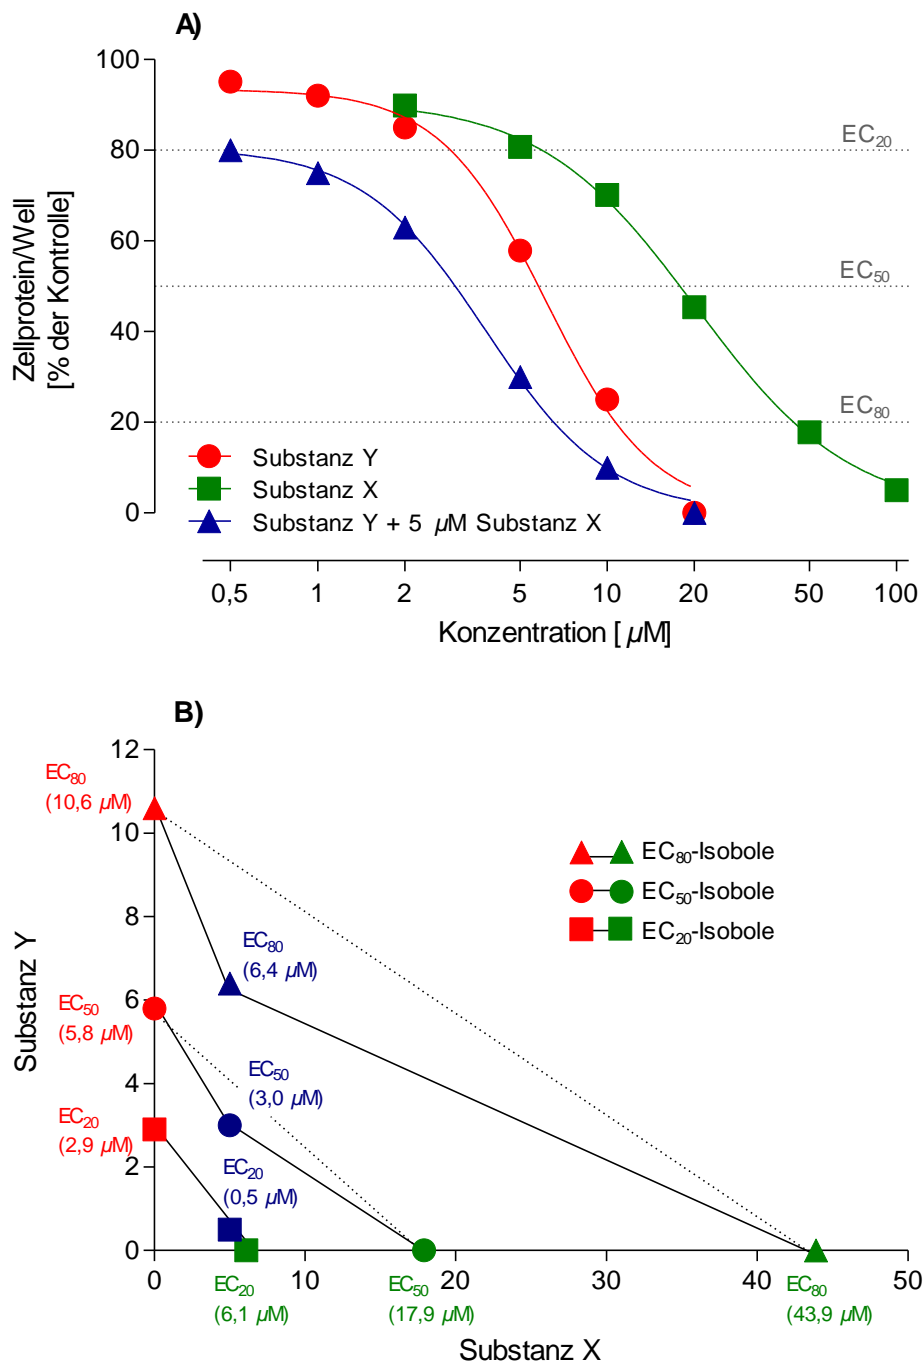 A)
100
80
60
40
20
0
Zellprotein/Well
[% der Kontrolle]
EC20
EC50
EC80
Substanz Y
Substanz X
Substanz Y + 5 µM Substanz X
0,5 1 2 5 10 20 50 100
Konzentration [ µM]
B)
12
10
8
6
4
2
0
Substanz Y
EC80
(10,6 µM)
EC80-Isobole
EC50-Isobole
EC20-Isobole
EC80
(6,4 µM)
EC50
(5,8 µM)
EC50
(3,0 µM)
EC20
(2,9 µM)
EC20
(0,5 µM)
0 10 20 30 40 50
EC20
(6,1 µM)
EC50
(17,9 µM)
EC80
(43,9 µM)
Substanz X